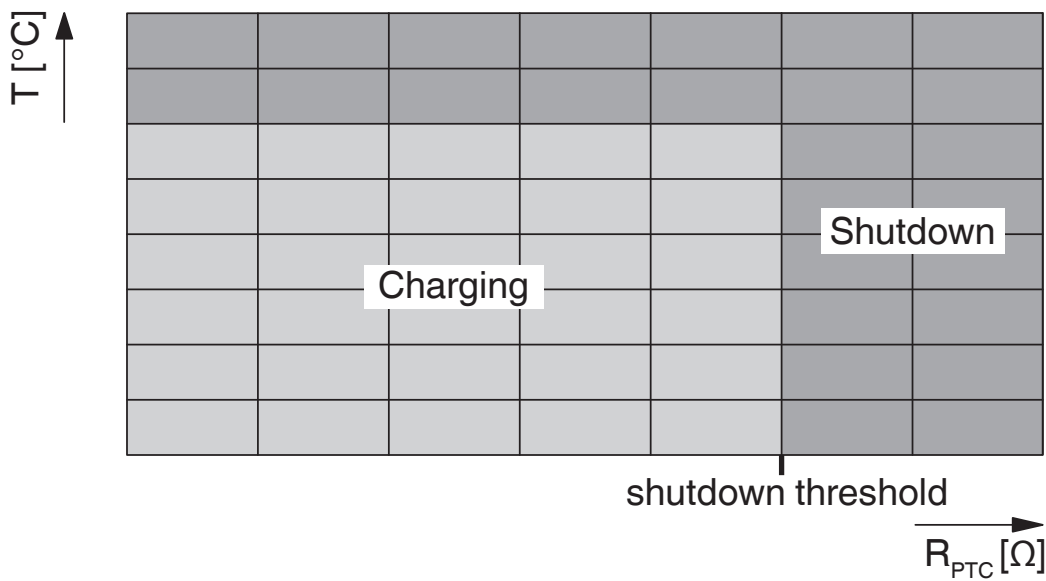 T [°C]
Shutdown
Charging
shutdown threshold
R_PTC [Ω]